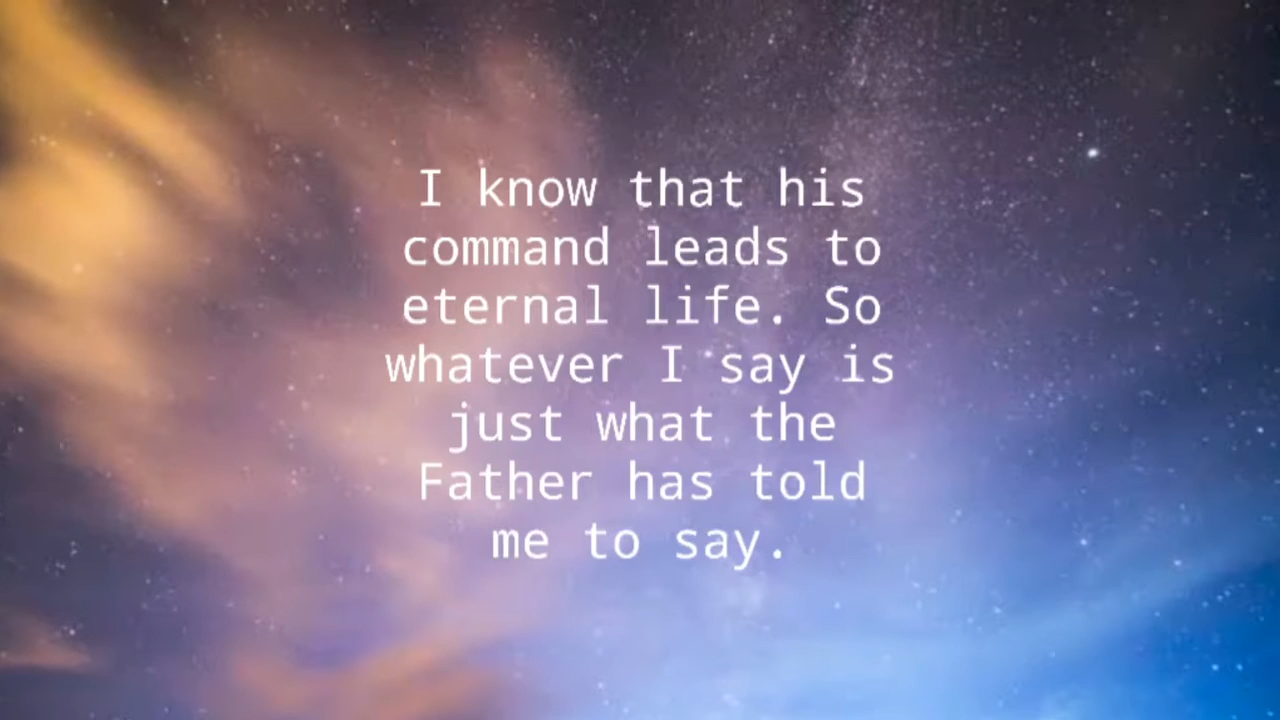 I know that his
command leads to
eternal life. So
whatever I say is
just what the
Father has told
me to say.